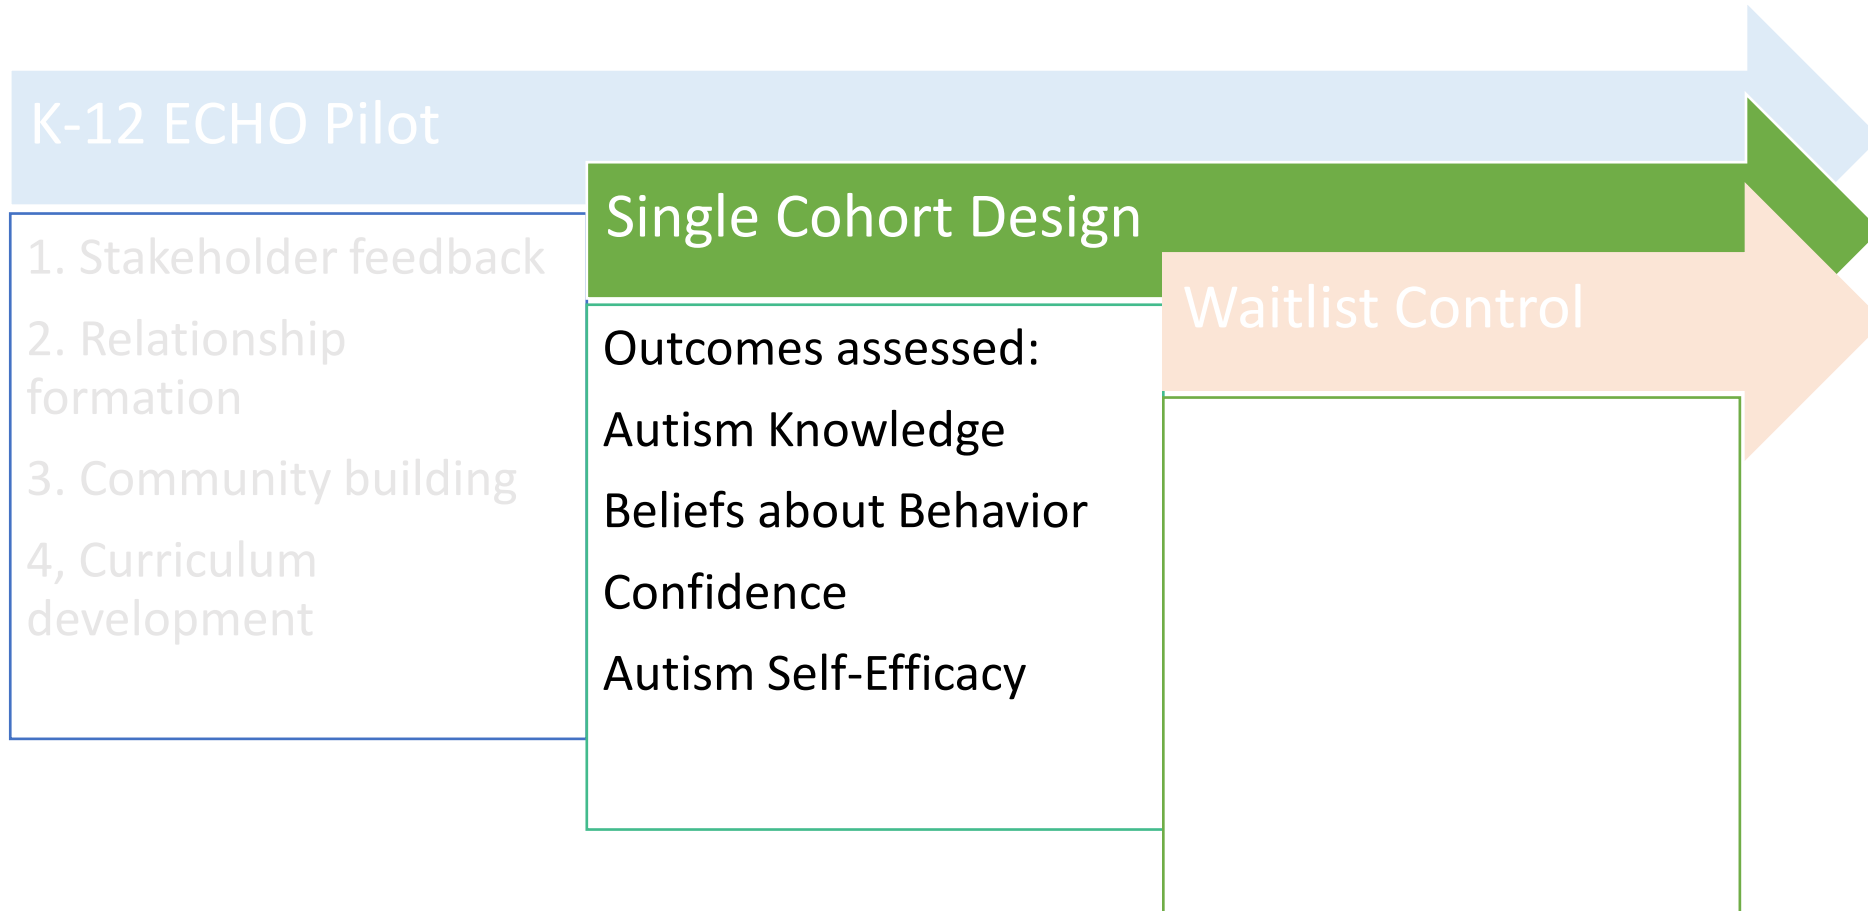 K-12 ECHO Pilot
1. Stakeholder feedback
2. Relationship
formation
3. Community building
4, Curriculum
development
Single Cohort Design
Outcomes assessed:
Autism Knowledge
Beliefs about Behavior
Confidence
Autism Self-Efficacy
Waitlist Control